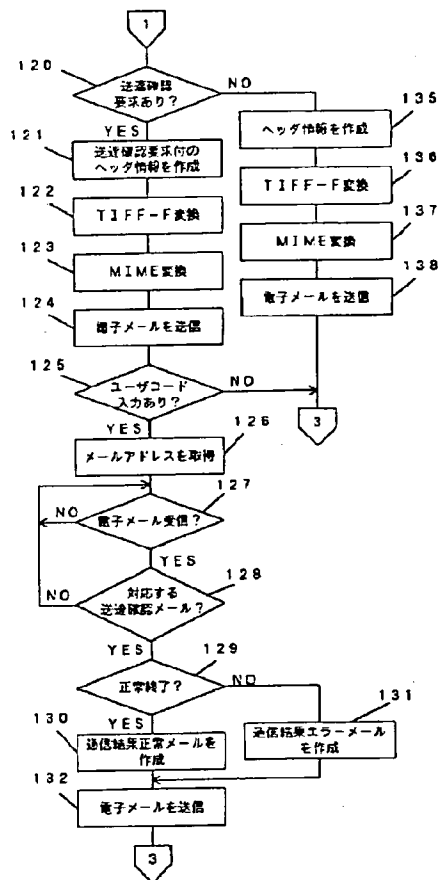 1
120
送達確認
要求あり?
NO
YES
135
ヘッダ情報を作成
121
送達確認要求付の
ヘッダ情報を作成
136
TIFF-F変換
122
TIFF-F変換
137
MIME変換
123
MIME変換
138
電子メールを送信
124
電子メールを送信
125
ユーザコード
入力あり?
NO
YES
3
126
メールアドレスを取得
127
電子メール受信?
NO
YES
128
対応する
送達確認メール?
NO
YES
129
正常終了?
NO
YES
130
送信結果正常メールを
作成
131
送信結果エラーメール
を作成
132
電子メールを送信
3